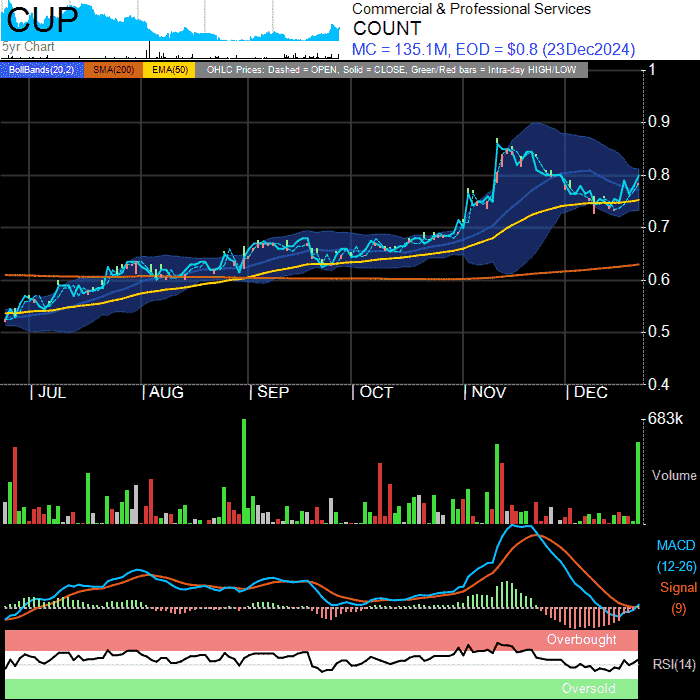 CUP
5yr Chart
Commercial & Professional Services
COUNT
MC = 135.1M, EOD = $0.8 (23Dec2024)
BollBands(20,2) SMA(200) EMA(50) OHLC Prices: Dashed = OPEN, Solid = CLOSE, Green/Red bars = Intra-day HIGH/LOW
1
0.9
0.8
0.7
0.6
0.5
0.4
| JUL | AUG | SEP | OCT | NOV | DEC
683k
Volume
MACD
(12-26)
Signal
(9)
Overbought
RSI(14)
Oversold